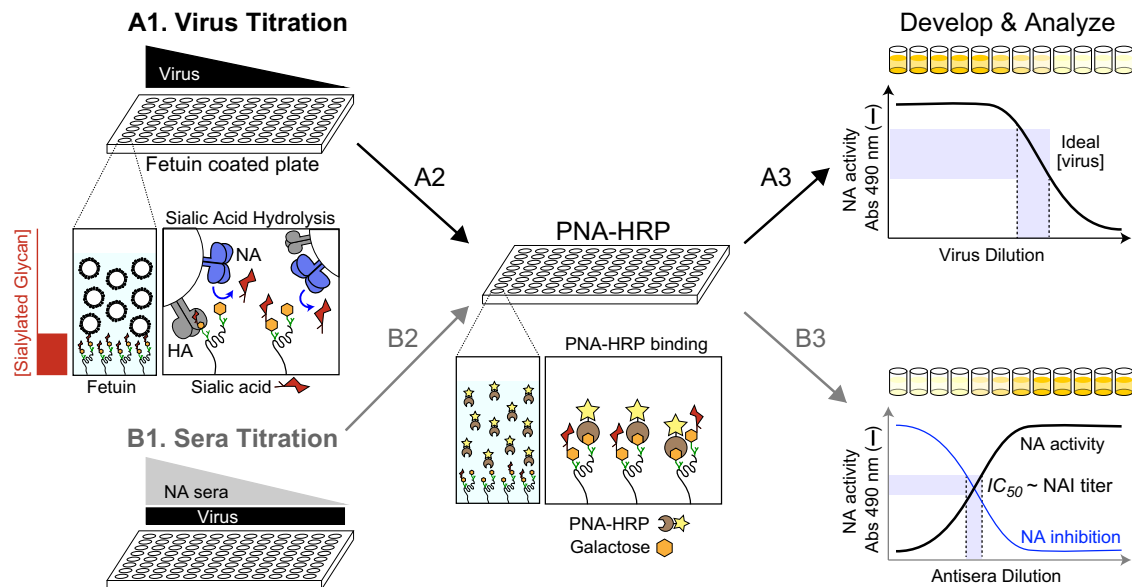 A1. Virus Titration
Virus
Fetuin coated plate
[Sialylated Glycan]
Fetuin
Sialic Acid Hydrolysis
NA
HA
Sialic acid
A2
B2
B1. Sera Titration
NA sera
Virus
PNA-HRP
PNA-HRP binding
PNA-HRP
Galactose
A3
B3
Develop & Analyze
NA activity
Abs 490 nm (—)
Ideal
[virus]
Virus Dilution
NA activity
Abs 490 nm (—)
NA activity
IC50 ~ NAI titer
NA inhibition
Antisera Dilution